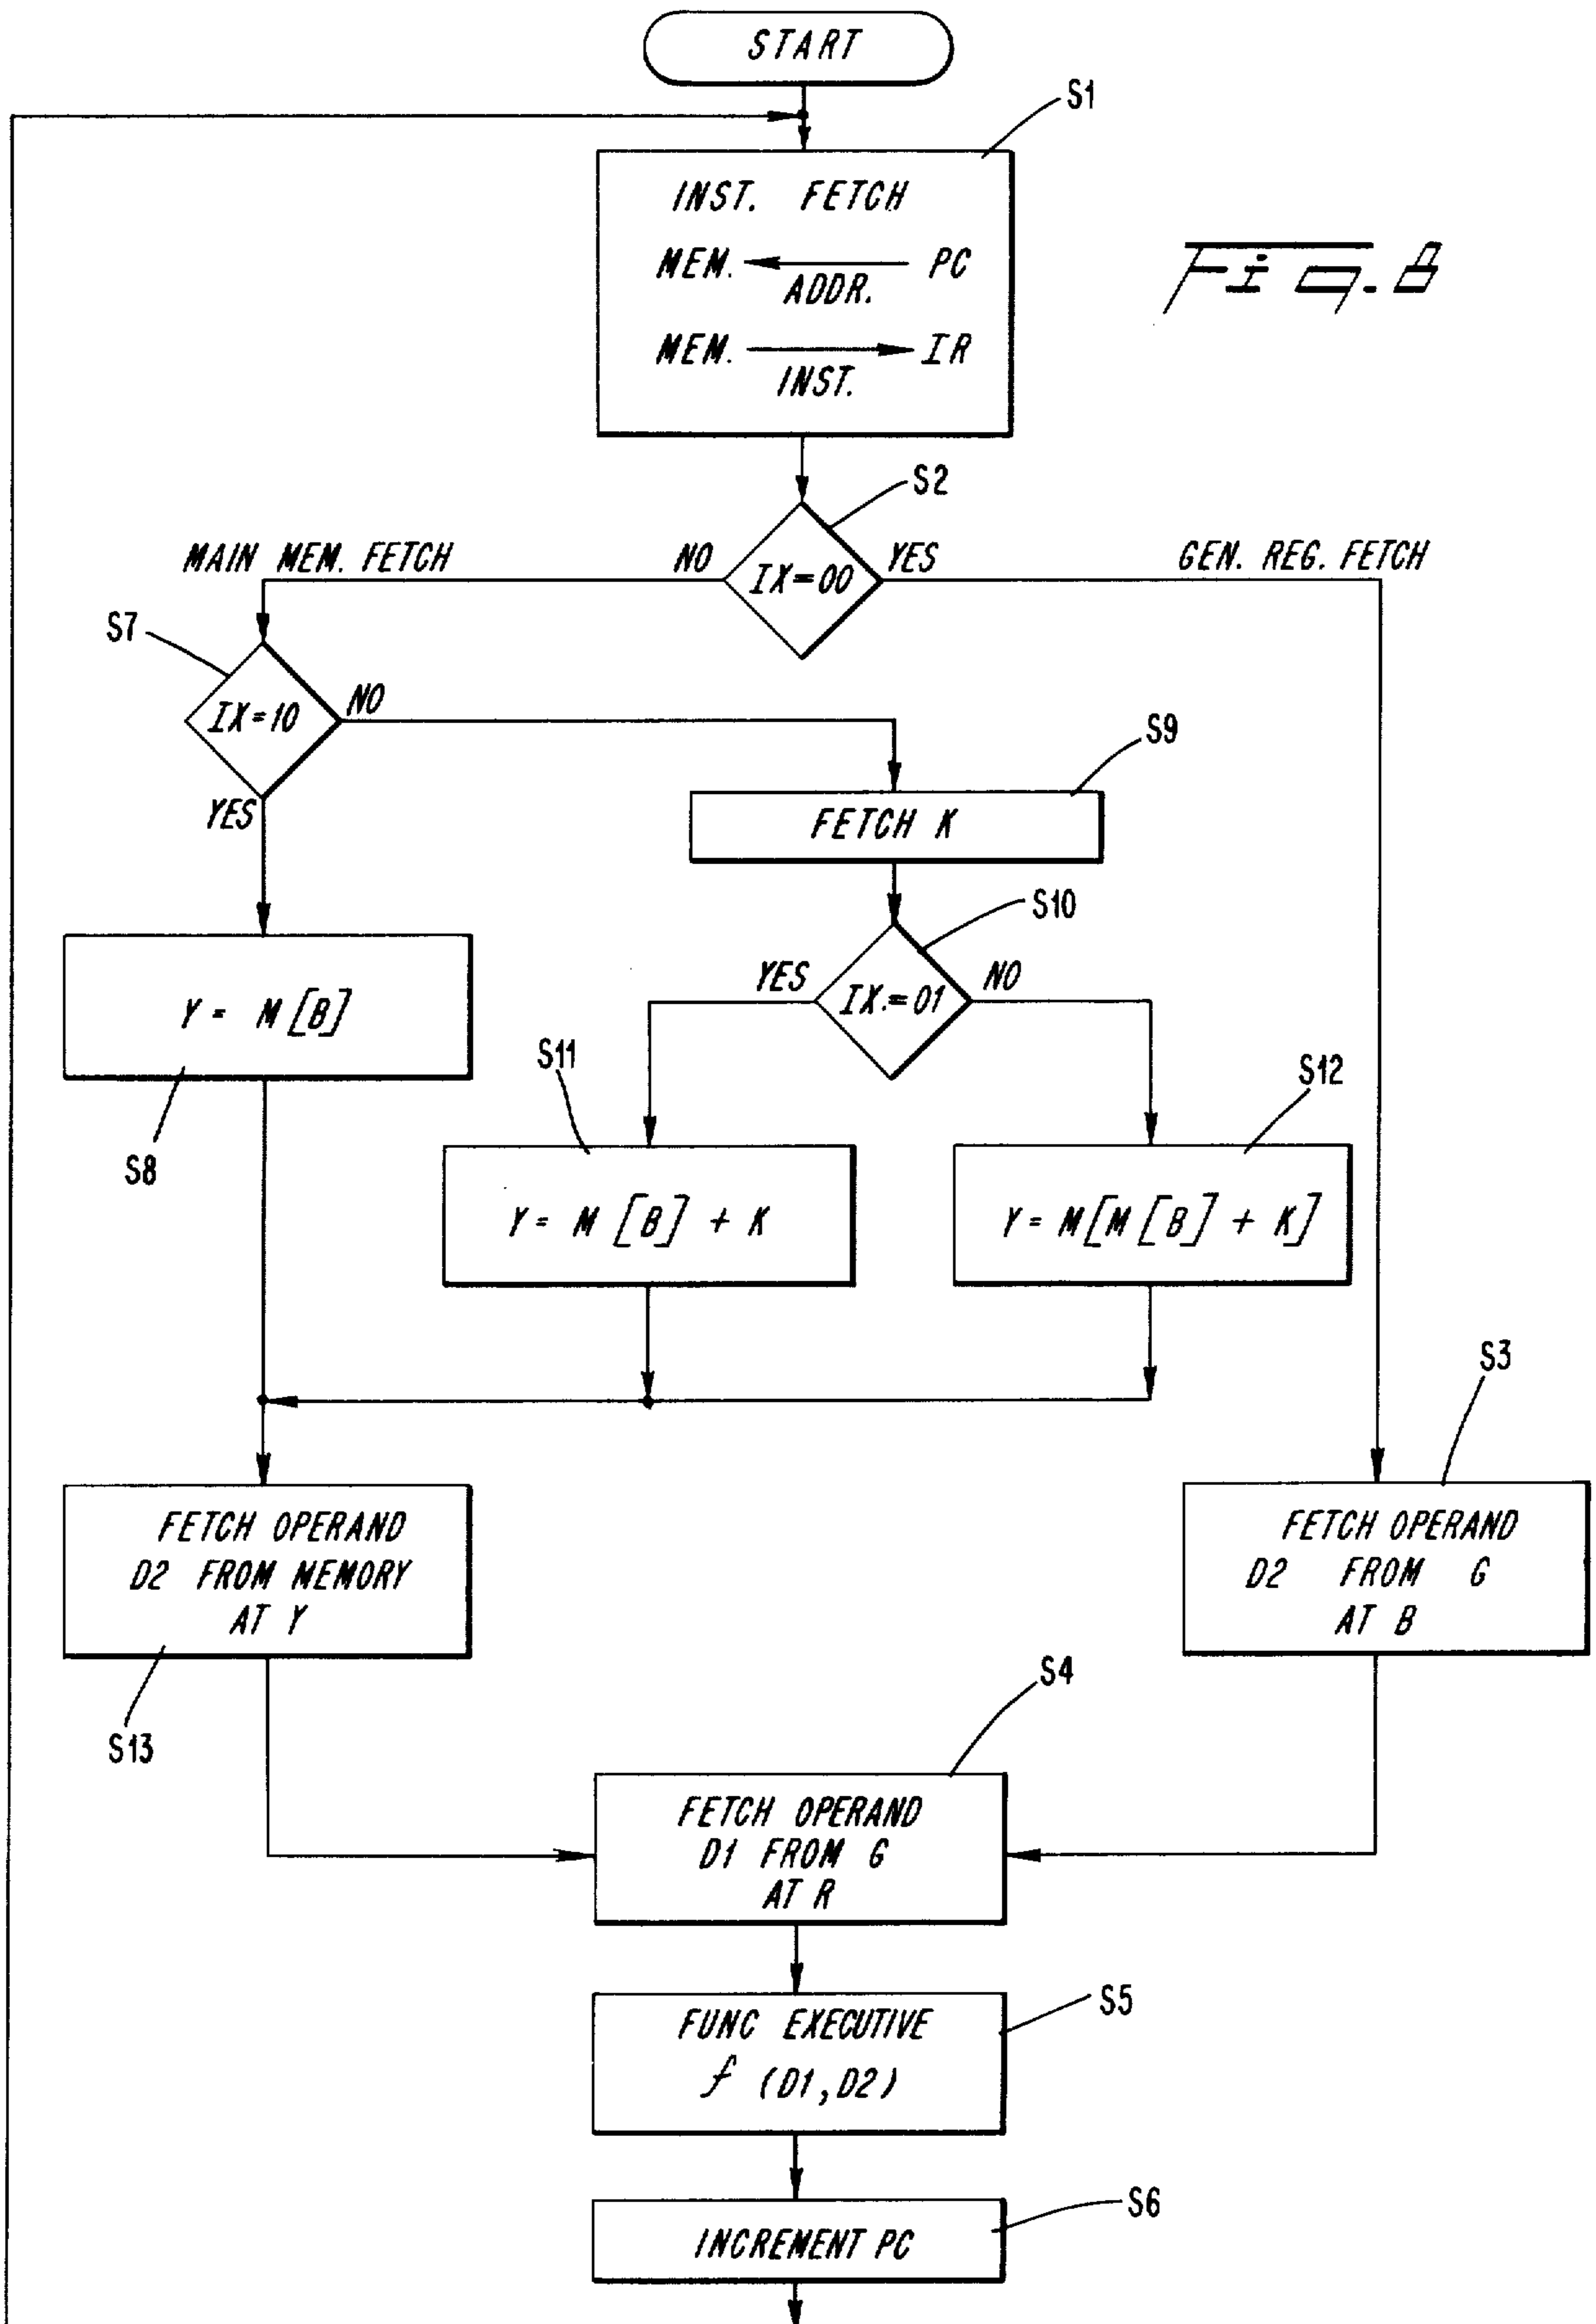 START
S1
INST. FETCH
MEM. PC
ADDR.
MEM. IR
INST.
Fig. 8
S2
MAIN MEM. FETCH
NO
IX=00
YES
GEN. REG. FETCH
S7
IX=10
NO
YES
S9
FETCH K
S10
YES
IX.=01
NO
Y = M [B]
S8
S11
Y = M [B] + K
S12
Y = M[M [B] + K]
S3
FETCH OPERAND
D2 FROM MEMORY
AT Y
S13
FETCH OPERAND
D2 FROM G
AT B
S4
FETCH OPERAND
D1 FROM G
AT R
S5
FUNC EXECUTIVE
f (D1,D2)
S6
INCREMENT PC